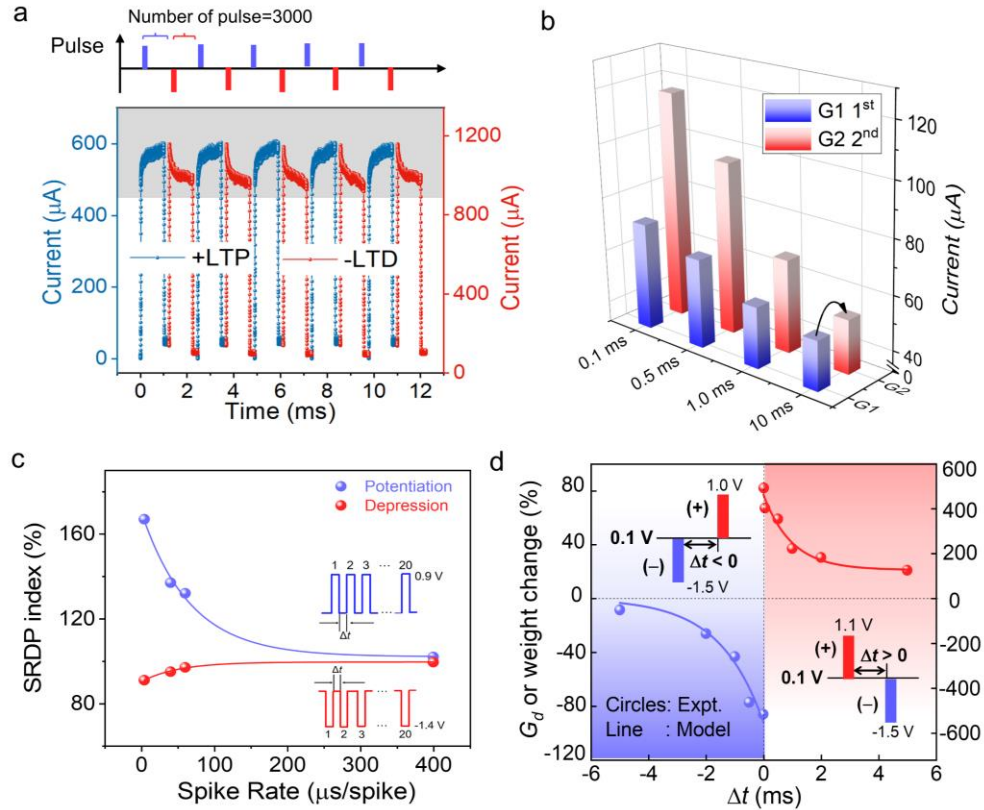 a
Number of pulse=3000
Pulse
600
400
200
0
Current (μA)
1200
800
400
0
Current (μA)
+LTP
-LTD
0 2 4 6 8 10 12
Time (ms)
b
G1 1st
G2 2nd
120
100
80
60
40
0
Current (μA)
0.1 ms
0.5 ms
1.0 ms
10 ms
G1
G2
c
Potentiation
Depression
160
120
80
SRDP index (%)
1 2 3 ... 20
0.9 V
Δt
Δt
-1.4 V
1 2 3 ... 20
0 100 200 300 400
Spike Rate (μs/spike)
d
80
40
0
-40
-80
-120
Gd or weight change (%)
600
400
200
0
-200
-400
-600
1.0 V
(+)
0.1 V
(−)
Δt < 0
-1.5 V
1.1 V
(+)
Δt > 0
0.1 V
(−)
-1.5 V
Circles: Expt.
Line : Model
-6 -4 -2 0 2 4 6
Δt (ms)